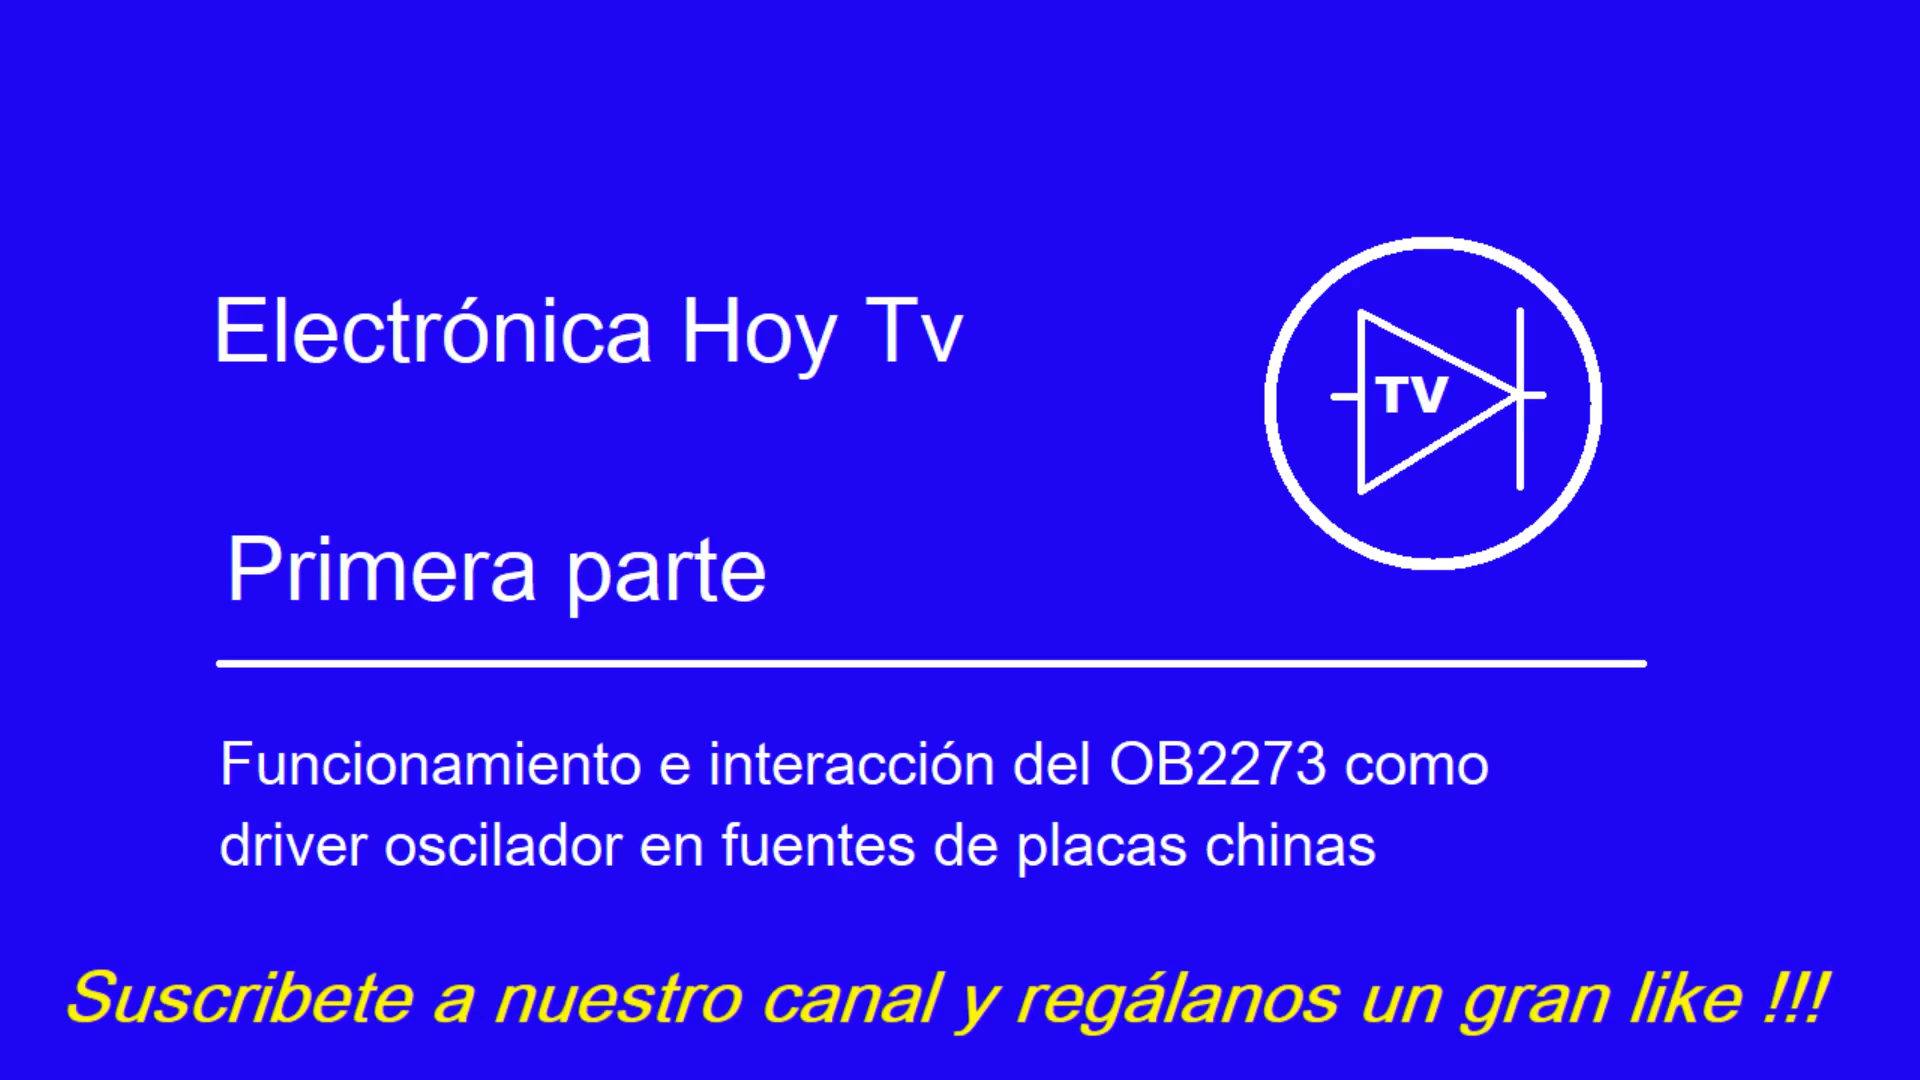 Electrónica Hoy Tv
TV
Primera parte
Funcionamiento e interacción del OB2273 como
driver oscilador en fuentes de placas chinas
Suscribete a nuestro canal y regálanos un gran like !!!